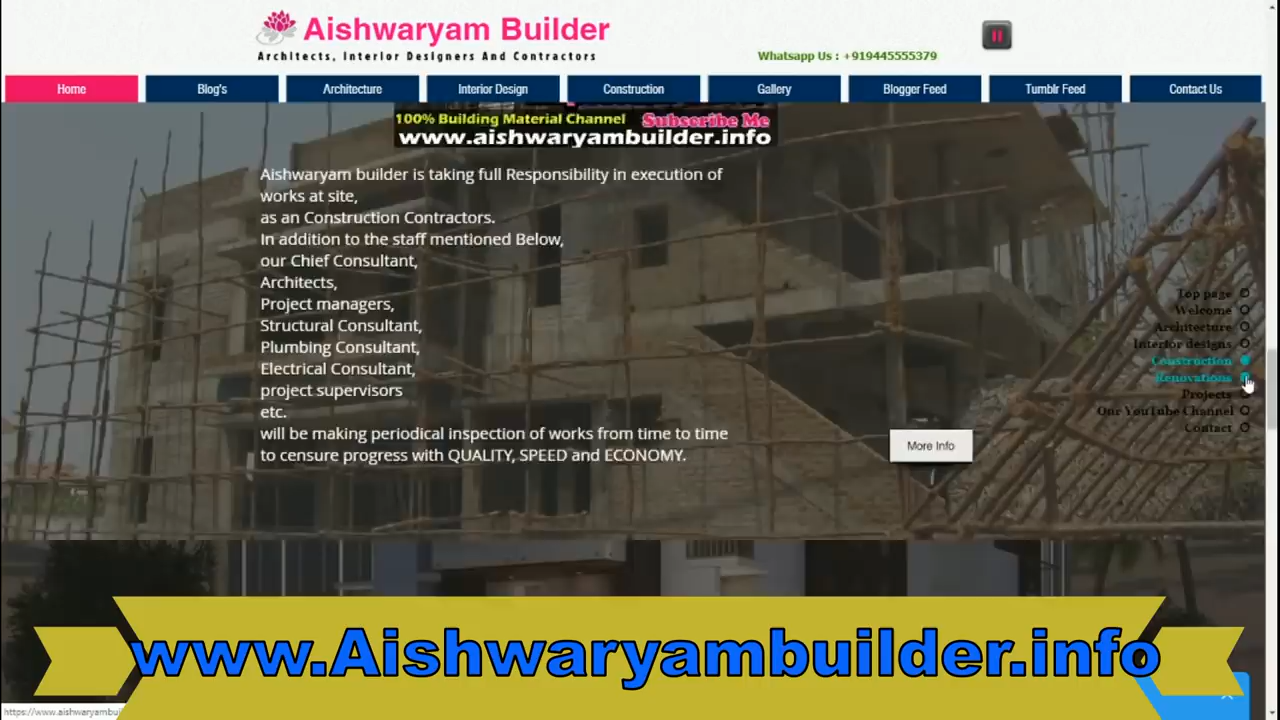 Aishwaryam Builder
Architects, Interior Designers And Contractors
Whatsapp Us : +919445555379
Home
Blog's
Architecture
Interior Design
Construction
Gallery
Blogger Feed
Tumblr Feed
Contact Us
100% Building Material Channel Subscribe Me
www.aishwaryambuilder.info
Aishwaryam builder is taking full Responsibility in execution of
works at site,
as an Construction Contractors.
In addition to the staff mentioned Below,
our Chief Consultant,
Architects,
Project managers,
Structural Consultant,
Plumbing Consultant,
Electrical Consultant,
project supervisors
etc.
will be making periodical inspection of works from time to time
to censure progress with QUALITY, SPEED and ECONOMY.
Top page
Welcome
Architecture
Interior designs
Construction
Renovations
Projects
Our YouTube Channel
Contact
More Info
www.Aishwaryambuilder.info